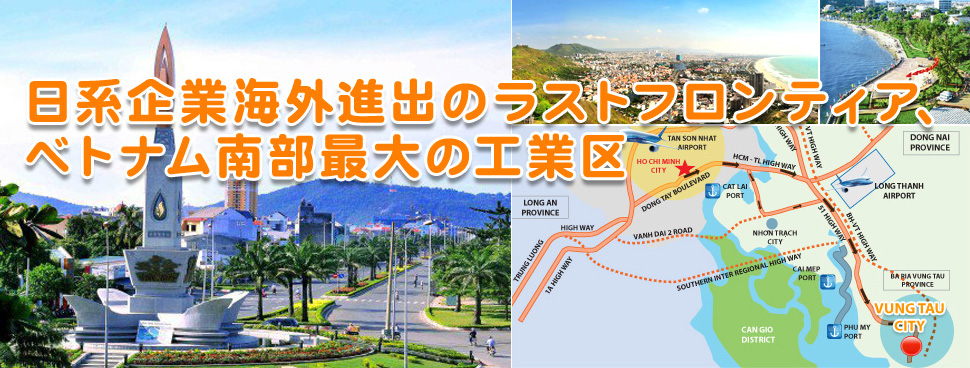 日系企業海外進出のラストフロンティア、
ベトナム南部最大の工業区
TAN SON NHAT
AIRPORT
HO CHI MINH
CITY
DONG TAY BOULEVARD
HCM - TL HIGH WAY
DONG NAI
PROVINCE
LONG THANH
AIRPORT
CAT LAI
PORT
LONG AN
PROVINCE
HIGH WAY
TRUNG LUONG
1A HIGH WAY
VANH DAI 2 ROAD
NHON TRACH
CITY
51 HIGH WAY
BH-VT HIGH WAY
SOUTHERN INTER REGIONAL HIGH WAY
CAI MEP
PORT
BA RIA VUNG TAU
PROVINCE
VUNG TAU
CITY
PHU MY
PORT
CAN GIO
DISTRICT